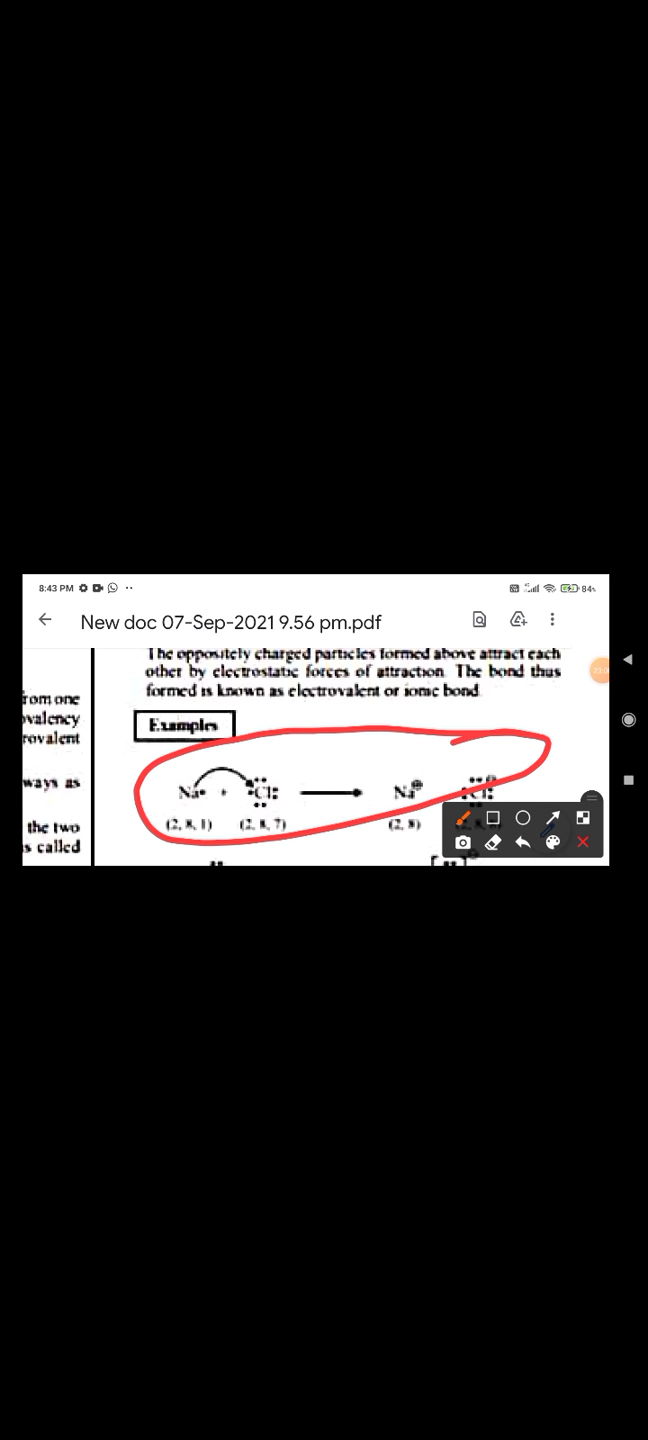 8:43 PM
84%
New doc 07-Sep-2021 9.56 pm.pdf
The oppositely charged particles formed above attract each
other by electrostatic forces of attraction. The bond thus
formed is known as electrovalent or ionic bond.
from one
ovalency
rovalent
ways as
the two
s called
Examples
Na + Cl Na⊕ Cl⊖
(2, 8, 1) (2, 8, 7) (2, 8)